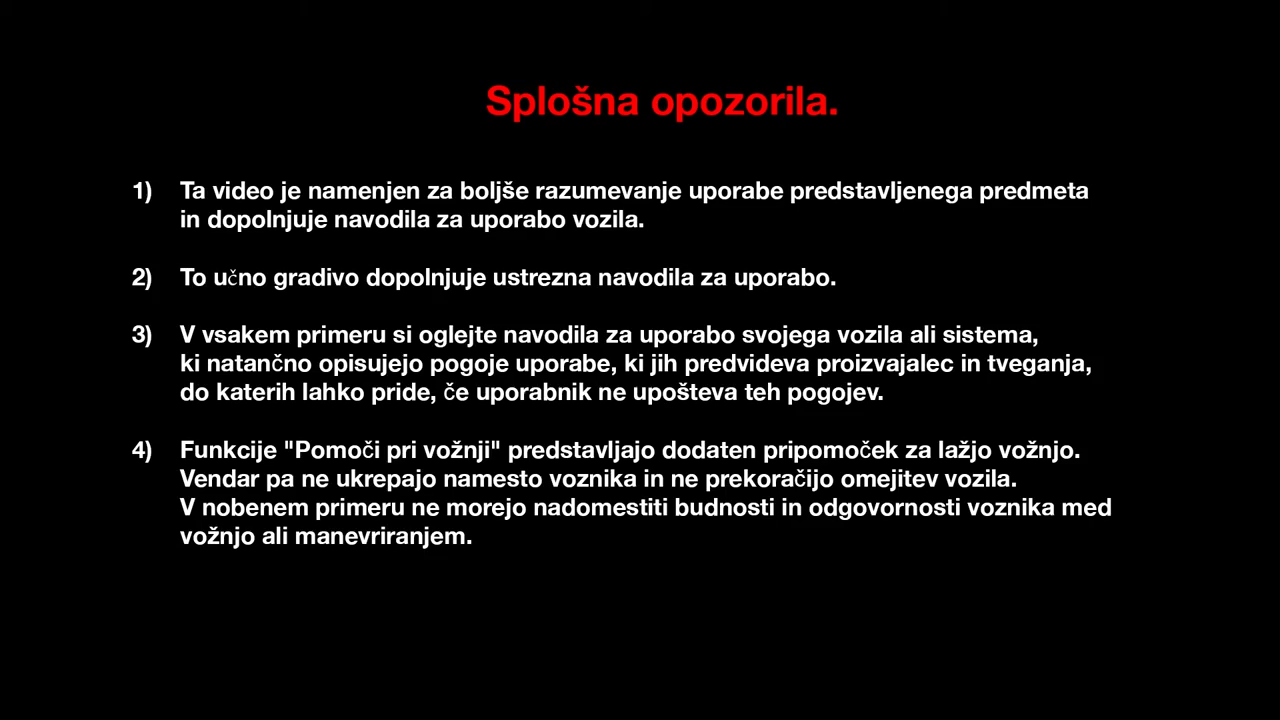 Splošna opozorila.
1) Ta video je namenjen za boljše razumevanje uporabe predstavljenega predmeta
in dopolnjuje navodila za uporabo vozila.
2) To učno gradivo dopolnjuje ustrezna navodila za uporabo.
3) V vsakem primeru si oglejte navodila za uporabo svojega vozila ali sistema,
ki natančno opisujejo pogoje uporabe, ki jih predvideva proizvajalec in tveganja,
do katerih lahko pride, če uporabnik ne upošteva teh pogojev.
4) Funkcije "Pomoči pri vožnji" predstavljajo dodaten pripomoček za lažjo vožnjo.
Vendar pa ne ukrepajo namesto voznika in ne prekoračijo omejitev vozila.
V nobenem primeru ne morejo nadomestiti budnosti in odgovornosti voznika med
vožnjo ali manevriranjem.